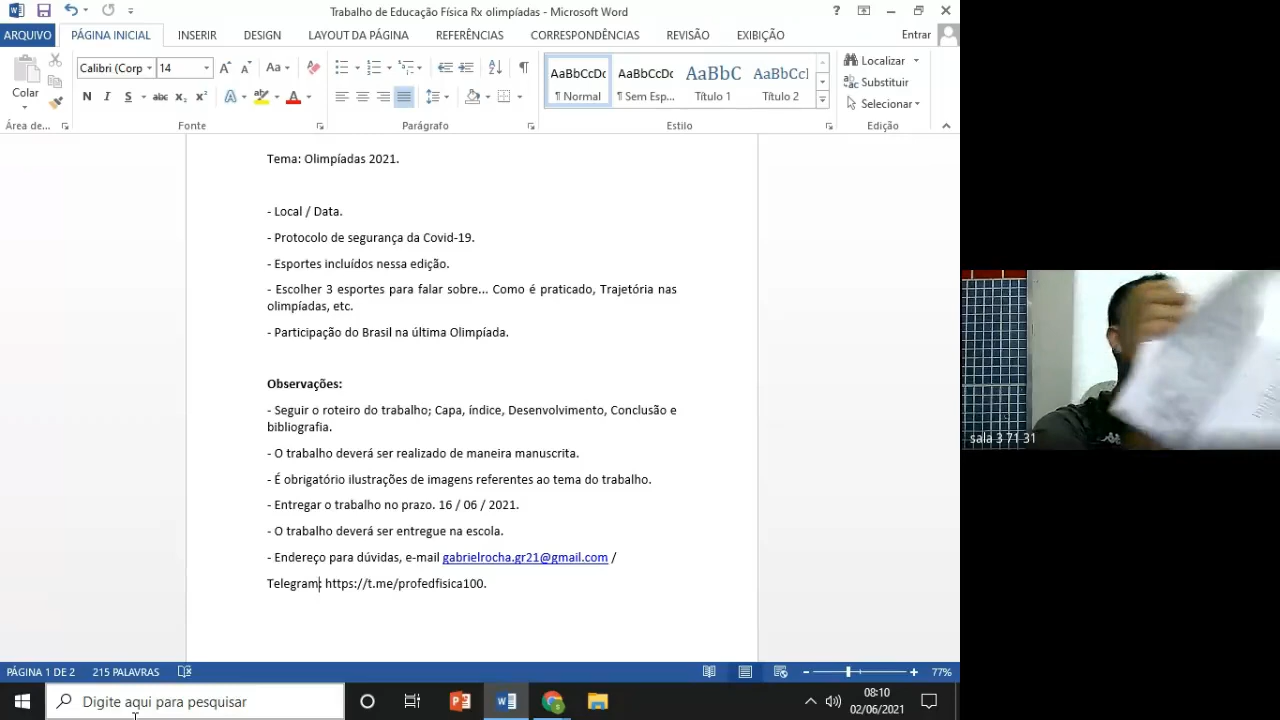 Trabalho de Educação Física Rx olimpíadas - Microsoft Word
ARQUIVO PÁGINA INICIAL INSERIR DESIGN LAYOUT DA PÁGINA REFERÊNCIAS CORRESPONDÊNCIAS REVISÃO EXIBIÇÃO Entrar
Colar
Calibri (Corp 14 Aa
N I S abc x₂ x² A A
AaBbCcDc AaBbCcDc AaBbC AaBbCcI
¶ Normal ¶ Sem Esp... Título 1 Título 2
Localizar
Substituir
Selecionar
Área de... Fonte Parágrafo Estilo Edição
Tema: Olimpíadas 2021.
- Local / Data.
- Protocolo de segurança da Covid-19.
- Esportes incluídos nessa edição.
- Escolher 3 esportes para falar sobre... Como é praticado, Trajetória nas
olimpíadas, etc.
- Participação do Brasil na última Olimpíada.
Observações:
- Seguir o roteiro do trabalho; Capa, índice, Desenvolvimento, Conclusão e
bibliografia.
- O trabalho deverá ser realizado de maneira manuscrita.
- É obrigatório ilustrações de imagens referentes ao tema do trabalho.
- Entregar o trabalho no prazo. 16 / 06 / 2021.
- O trabalho deverá ser entregue na escola.
- Endereço para dúvidas, e-mail gabrielrocha.gr21@gmail.com /
Telegram: https://t.me/profedfisica100.
sala 3 71 31
PÁGINA 1 DE 2 215 PALAVRAS 77%
Digite aqui para pesquisar
08:10
02/06/2021